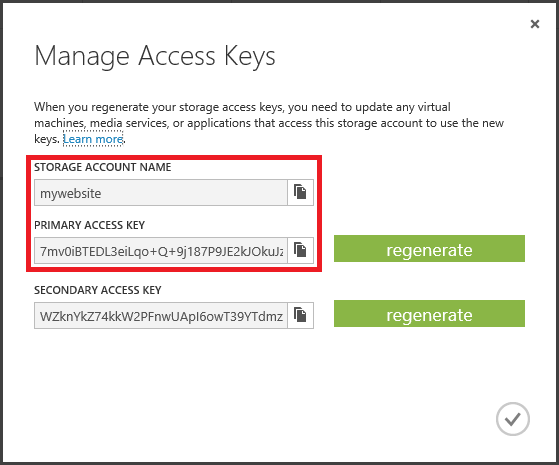 Manage Access Keys
When you regenerate your storage access keys, you need to update any virtual
machines, media services, or applications that access this storage account to use the new
keys. Learn more.
STORAGE ACCOUNT NAME
mywebsite
PRIMARY ACCESS KEY
7mv0iBTEDL3eiLqo+Q+9j187P9JE2kJOkuJz
regenerate
SECONDARY ACCESS KEY
WZknYkZ74kkW2PFnwUApI6owT39YTdmz
regenerate